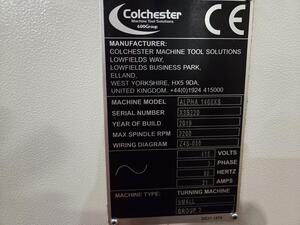 Colchester
Machine Tool Solutions
600Group
CE
MANUFACTURER:
COLCHESTER MACHINE TOOL SOLUTIONS
LOWFIELDS WAY,
LOWFIELDS BUSINESS PARK,
ELLAND,
WEST YORKSHIRE, HX5 9DA,
UNITED KINGDOM. +44(0)1924 415000
MACHINE MODEL ALPHA 1400XS
SERIAL NUMBER
YEAR OF BUILD 2019
MAX SPINDLE RPM
WIRING DIAGRAM
VOLTS
3 PHASE
HERTZ
AMPS
MACHINE TYPE: TURNING MACHINE
SMALL
GROUP 2